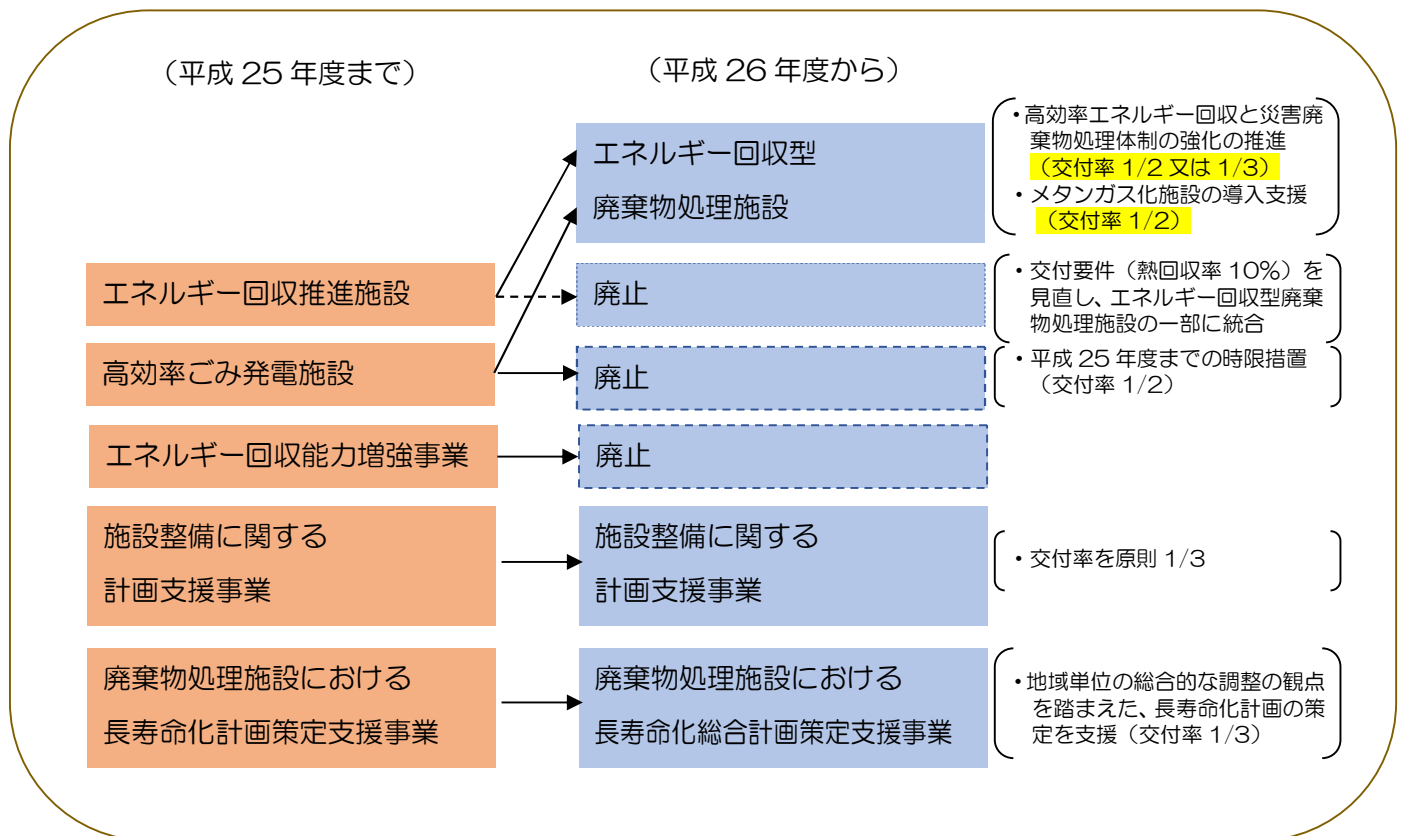 （平成 25 年度まで）
（平成 26 年度から）
エネルギー回収型
廃棄物処理施設
・高効率エネルギー回収と災害廃
棄物処理体制の強化の推進
（交付率 1/2 又は 1/3）
・メタンガス化施設の導入支援
（交付率 1/2）
エネルギー回収推進施設
廃止
・交付要件（熱回収率 10%）を
見直し、エネルギー回収型廃棄
物処理施設の一部に統合
高効率ごみ発電施設
廃止
・平成 25 年度までの時限措置
（交付率 1/2）
エネルギー回収能力増強事業
廃止
施設整備に関する
計画支援事業
施設整備に関する
計画支援事業
・交付率を原則 1/3
廃棄物処理施設における
長寿命化計画策定支援事業
廃棄物処理施設における
長寿命化総合計画策定支援事業
・地域単位の総合的な調整の観点
を踏まえた、長寿命化計画の策
定を支援（交付率 1/3）